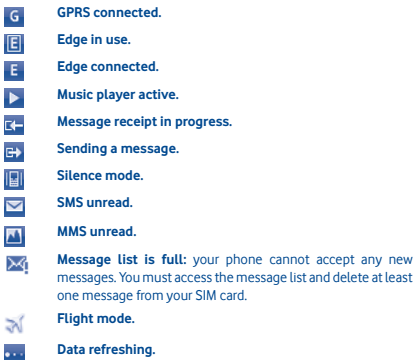 G GPRS connected.
E Edge in use.
E Edge connected.
Music player active.
Message receipt in progress.
Sending a message.
Silence mode.
SMS unread.
MMS unread.
Message list is full: your phone cannot accept any new
messages. You must access the message list and delete at least
one message from your SIM card.
Flight mode.
Data refreshing.